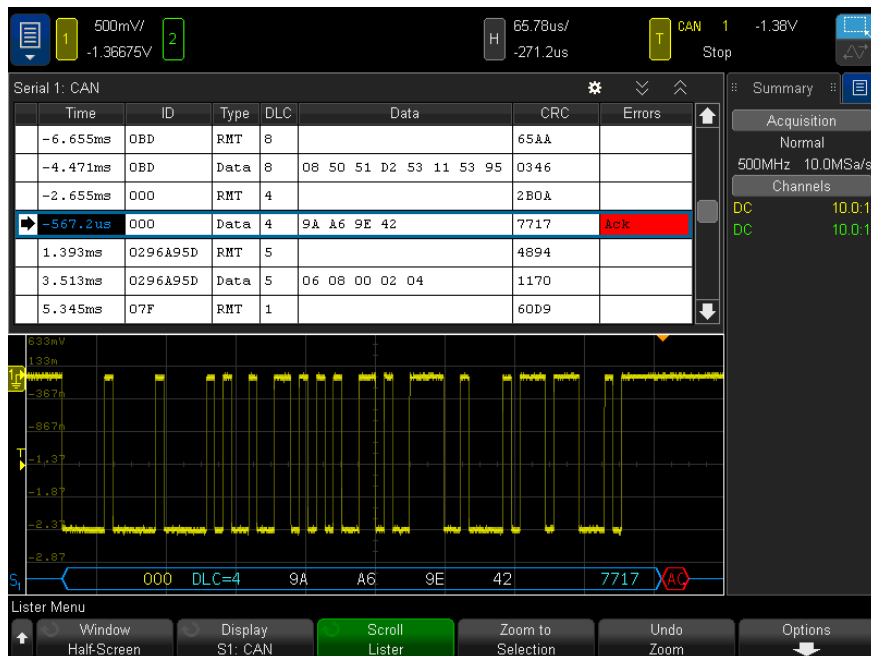 500mV/
1
-1.36675V
2
H
65.78us/
-271.2us
T
CAN 1 -1.38V
Stop
Serial 1: CAN
Time ID Type DLC Data CRC Errors
-6.655ms 0BD RMT 8 65AA
-4.471ms 0BD Data 8 08 50 51 D2 53 11 53 95 0346
-2.655ms 000 RMT 4 2B0A
-567.2us 000 Data 4 9A A6 9E 42 7717 Ack
1.393ms 0296A95D RMT 5 4894
3.513ms 0296A95D Data 5 06 08 00 02 04 1170
5.345ms 07F RMT 1 60D9
Summary
Acquisition
Normal
500MHz 10.0MSa/s
Channels
DC 10.0:1
DC 10.0:1
633mV
133m
1
-367m
-867m
T
-1.37
-1.87
-2.37
-2.87
S1 000 DLC=4 9A A6 9E 42 7717 AC
Lister Menu
Window
Half-Screen
Display
S1: CAN
Scroll
Lister
Zoom to
Selection
Undo
Zoom
Options